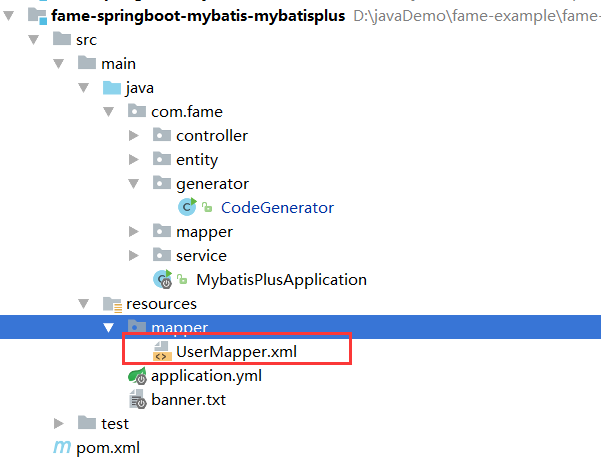 fame-springboot-mybatis-mybatisplus D:\javaDemo\fame-example\fame-
src
main
java
com.fame
controller
entity
generator
CodeGenerator
mapper
service
MybatisPlusApplication
resources
mapper
UserMapper.xml
application.yml
banner.txt
test
pom.xml